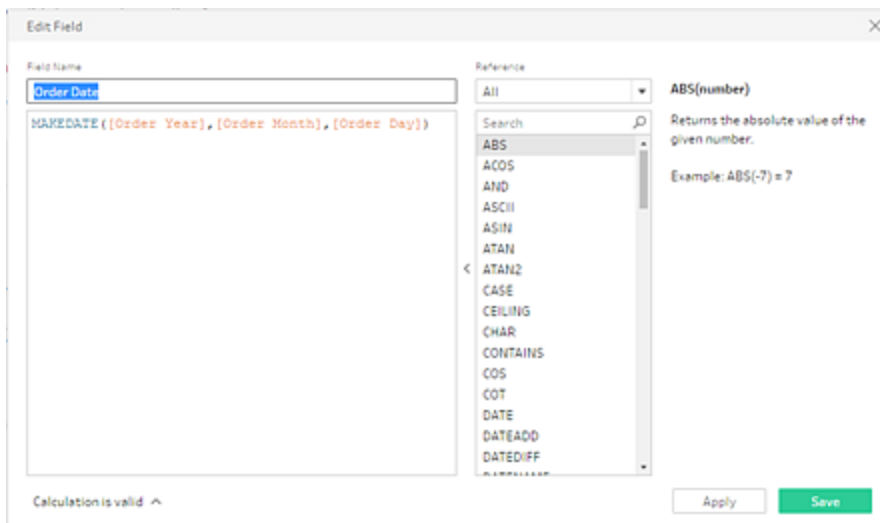 Edit Field
Field Name
Order Date
MAKEDATE([Order Year],[Order Month],[Order Day])
Calculation is valid
Reference
All
Search
ABS
ACOS
AND
ASCII
ASIN
ATAN
ATAN2
CASE
CEILING
CHAR
CONTAINS
COS
COT
DATE
DATEADD
DATEDIFF
ABS(number)
Returns the absolute value of the
given number.
Example: ABS(-7) = 7
Apply
Save